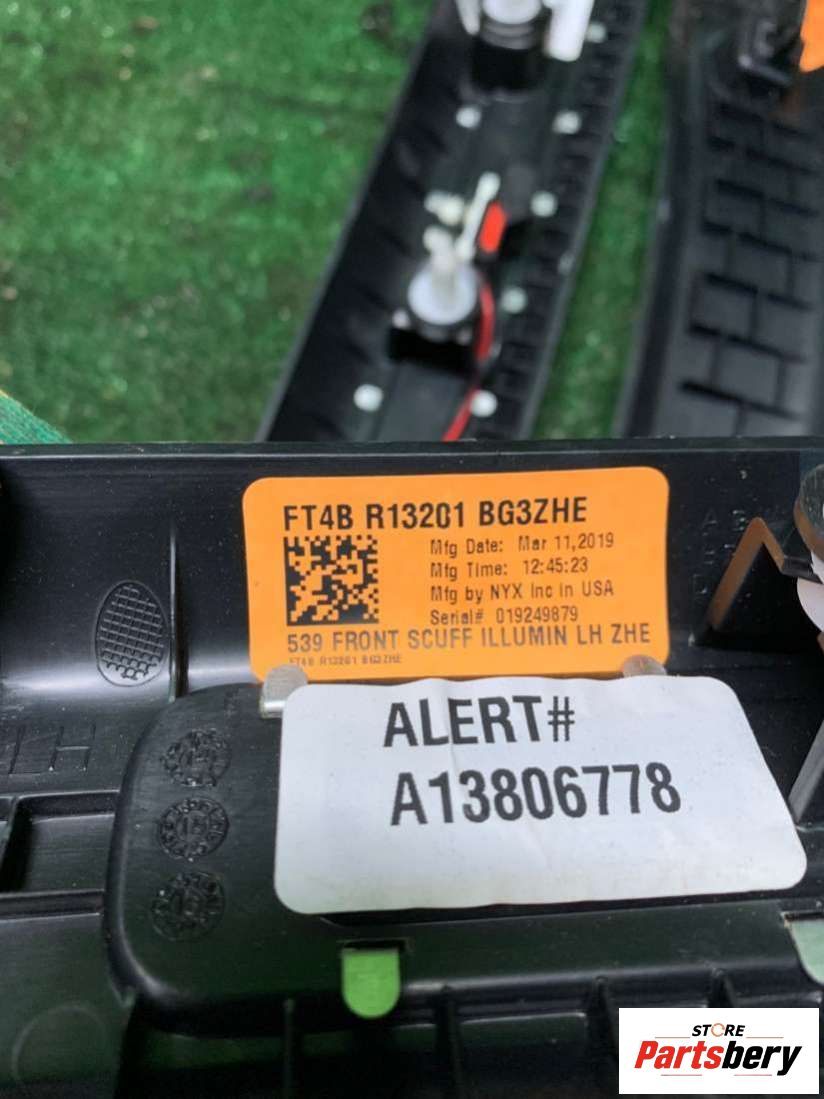 FT4B R13201 BG3ZHE
Mfg Date: Mar 11,2019
Mfg Time: 12:45:23
Mfg by NYX Inc in USA
Serial# 019249879
539 FRONT SCUFF ILLUMIN LH ZHE
FT4B R13201 BG3ZHE
ALERT#
A13806778
LH
STORE
Partsbery